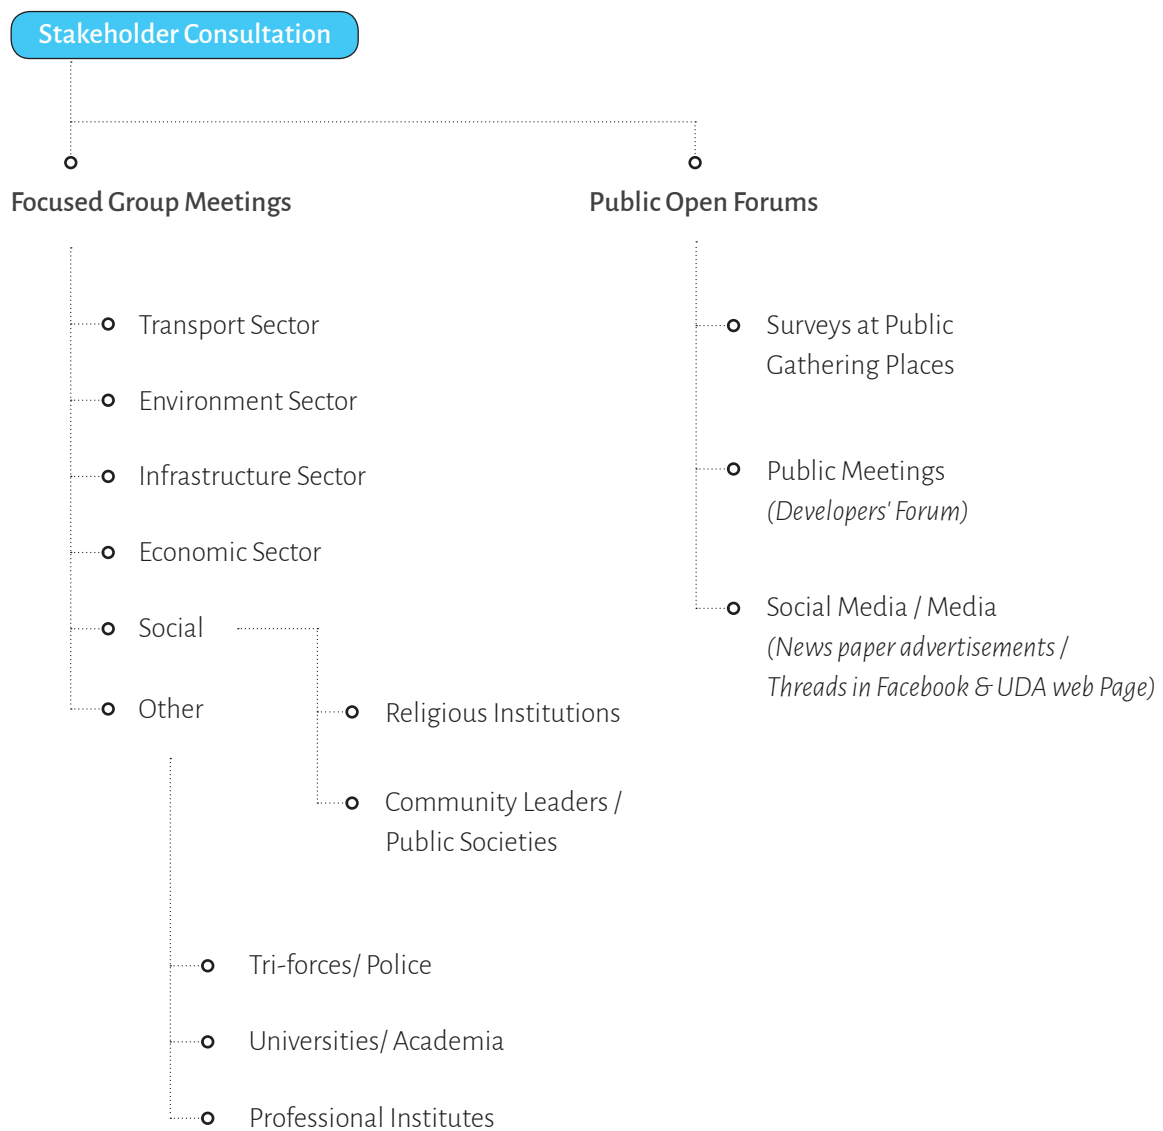 Stakeholder Consultation
Focused Group Meetings
Transport Sector
Environment Sector
Infrastructure Sector
Economic Sector
Social
Religious Institutions
Community Leaders /
Public Societies
Other
Tri-forces/ Police
Universities/ Academia
Professional Institutes
Public Open Forums
Surveys at Public
Gathering Places
Public Meetings
(Developers' Forum)
Social Media / Media
(News paper advertisements /
Threads in Facebook & UDA web Page)